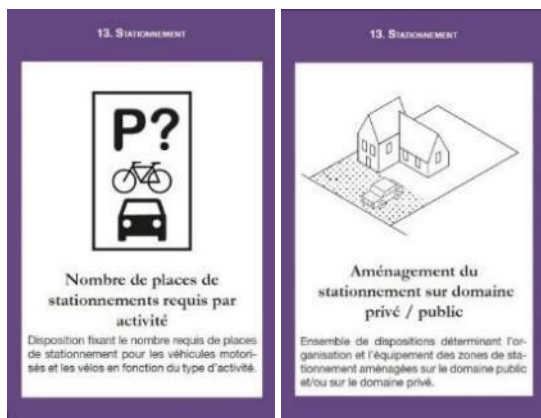 13. STATIONNEMENT
P?
Nombre de places de
stationnements requis par
activité
Disposition fixant le nombre requis de places
de stationnement pour les véhicules motori-
sés et les vélos en fonction du type d'activité.
13. STATIONNEMENT
Aménagement du
stationnement sur domaine
privé / public
Ensemble de dispositions déterminant l'or-
ganisation et l'équipement des zones de sta-
tionnement aménagées sur le domaine public
et/ou sur le domaine privé.